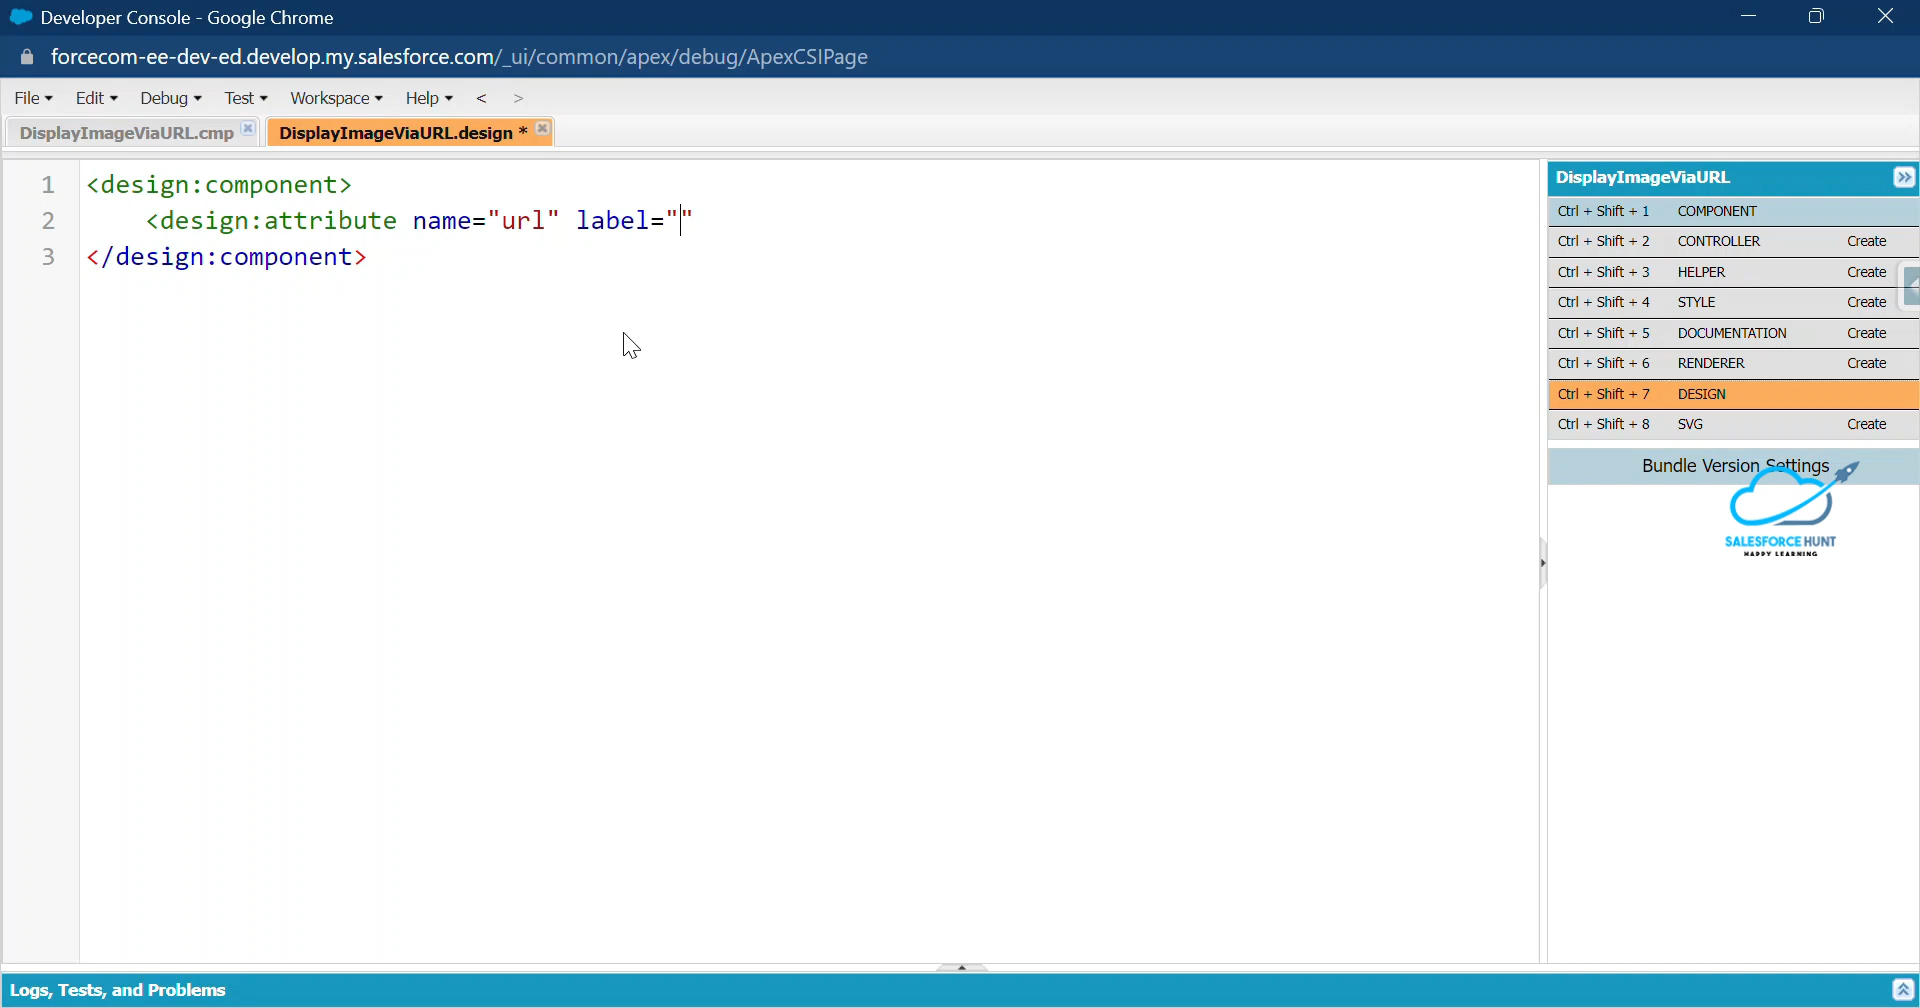 Developer Console - Google Chrome
forcecom-ee-dev-ed.develop.my.salesforce.com/_ui/common/apex/debug/ApexCSIPage
File Edit Debug Test Workspace Help < >
DisplayImageViaURL.cmp DisplayImageViaURL.design *
1 <design:component>
2 <design:attribute name="url" label=""
3 </design:component>
DisplayImageViaURL
Ctrl + Shift + 1 COMPONENT
Ctrl + Shift + 2 CONTROLLER Create
Ctrl + Shift + 3 HELPER Create
Ctrl + Shift + 4 STYLE Create
Ctrl + Shift + 5 DOCUMENTATION Create
Ctrl + Shift + 6 RENDERER Create
Ctrl + Shift + 7 DESIGN
Ctrl + Shift + 8 SVG Create
Bundle Version Settings
SALESFORCE HUNT
HAPPY LEARNING
Logs, Tests, and Problems